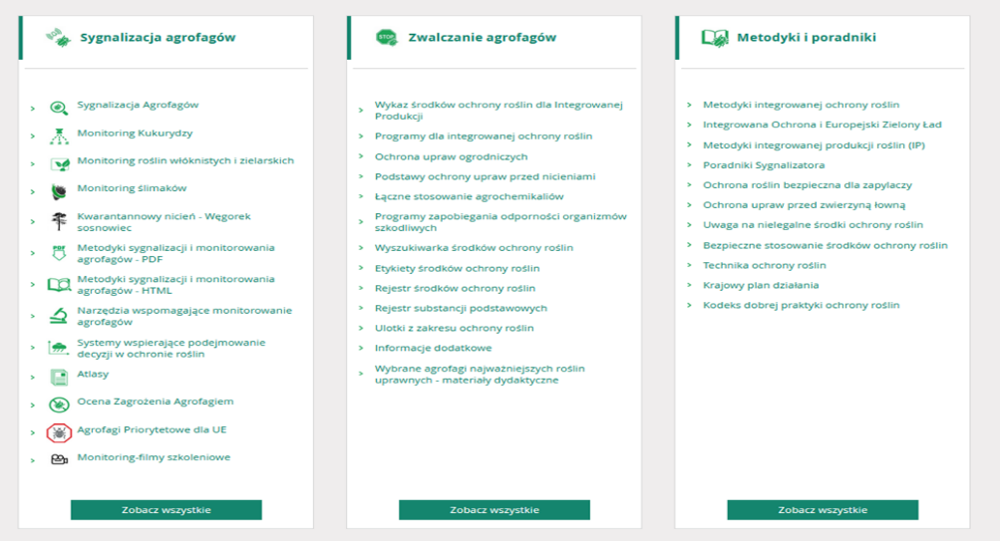 Sygnalizacja agrofagów
Sygnalizacja Agrofagów
Monitoring Kukurydzy
Monitoring roślin włóknistych i zielarskich
Monitoring ślimaków
Kwarantannowy nicień - Węgorek
sosnowiec
PDF
Metodyki sygnalizacji i monitorowania
agrofagów - PDF
Metodyki sygnalizacji i monitorowania
agrofagów - HTML
Narzędzia wspomagające monitorowanie
agrofagów
Systemy wspierające podejmowanie
decyzji w ochronie roślin
Atlasy
Ocena Zagrożenia Agrofagiem
Agrofagi Priorytetowe dla UE
Monitoring-filmy szkoleniowe
Zobacz wszystkie
STOP
Zwalczanie agrofagów
Wykaz środków ochrony roślin dla Integrowanej
Produkcji
Programy dla integrowanej ochrony roślin
Ochrona upraw ogrodniczych
Podstawy ochrony upraw przed nicieniami
Łączne stosowanie agrochemikaliów
Programy zapobiegania odporności organizmów
szkodliwych
Wyszukiwarka środków ochrony roślin
Etykiety środków ochrony roślin
Rejestr środków ochrony roślin
Rejestr substancji podstawowych
Ulotki z zakresu ochrony roślin
Informacje dodatkowe
Wybrane agrofagi najważniejszych roślin
uprawnych - materiały dydaktyczne
Zobacz wszystkie
Metodyki i poradniki
Metodyki integrowanej ochrony roślin
Integrowana Ochrona i Europejski Zielony Ład
Metodyki integrowanej produkcji roślin (IP)
Poradniki Sygnalizatora
Ochrona roślin bezpieczna dla zapylaczy
Ochrona upraw przed zwierzyną łowną
Uwaga na nielegalne środki ochrony roślin
Bezpieczne stosowanie środków ochrony roślin
Technika ochrony roślin
Krajowy plan działania
Kodeks dobrej praktyki ochrony roślin
Zobacz wszystkie